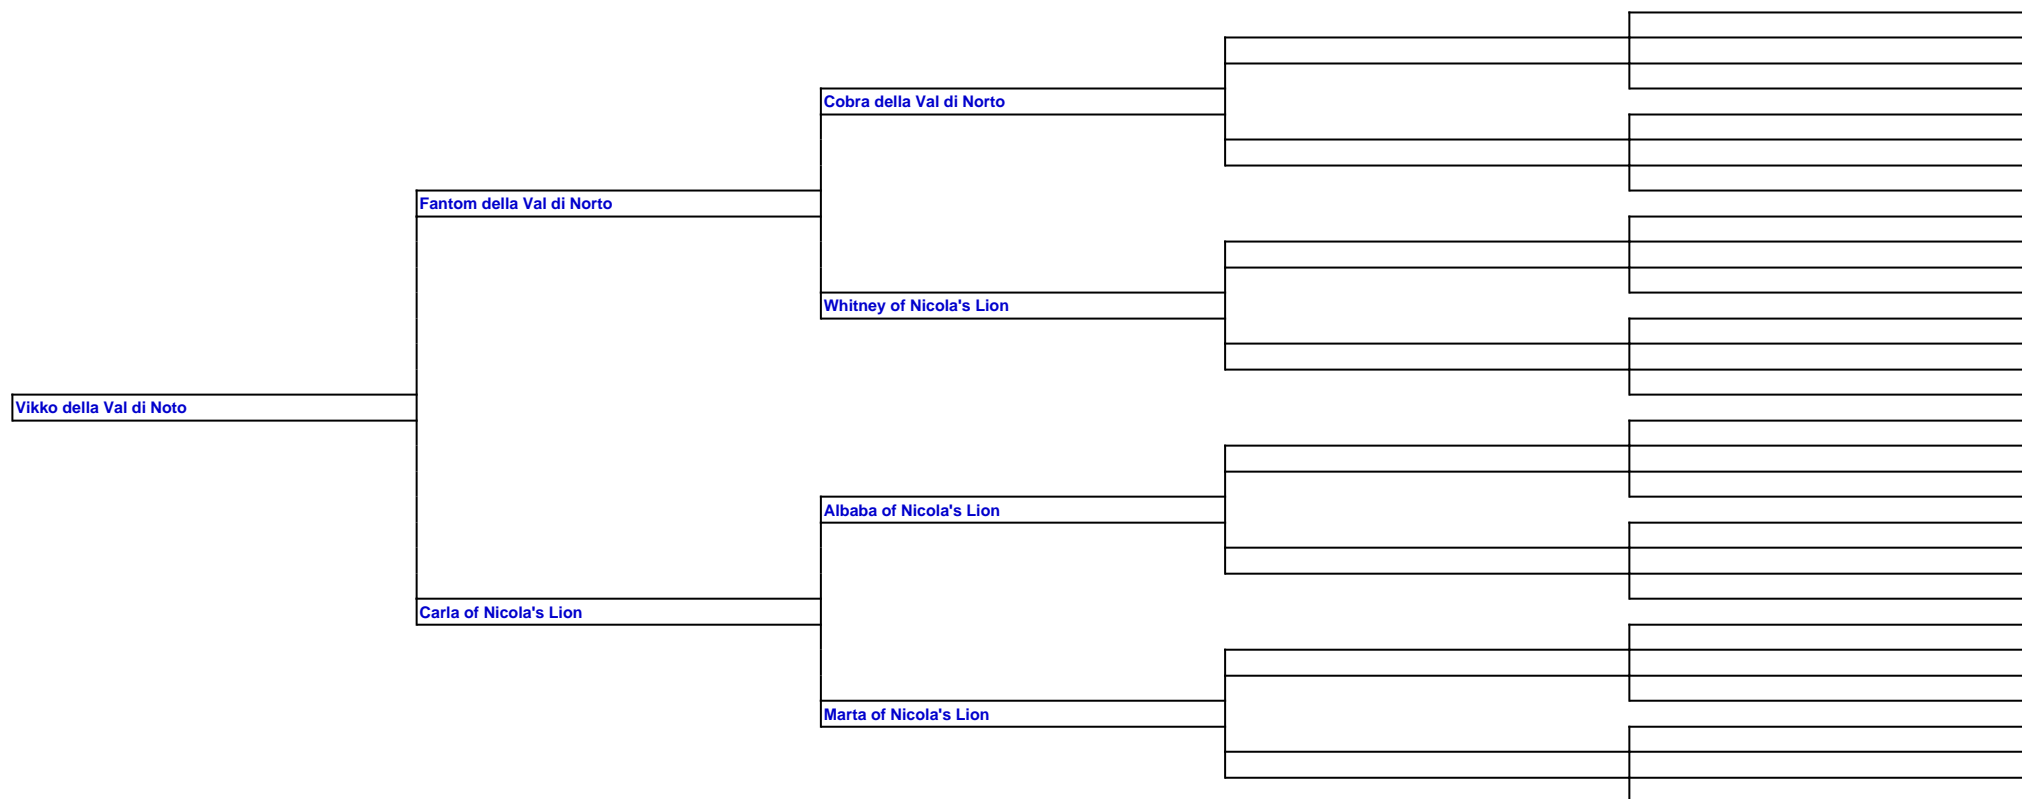 Cobra della Val di Norto
Fantom della Val di Norto
Whitney of Nicola's Lion
Vikko della Val di Noto
Albaba of Nicola's Lion
Carla of Nicola's Lion
Marta of Nicola's Lion